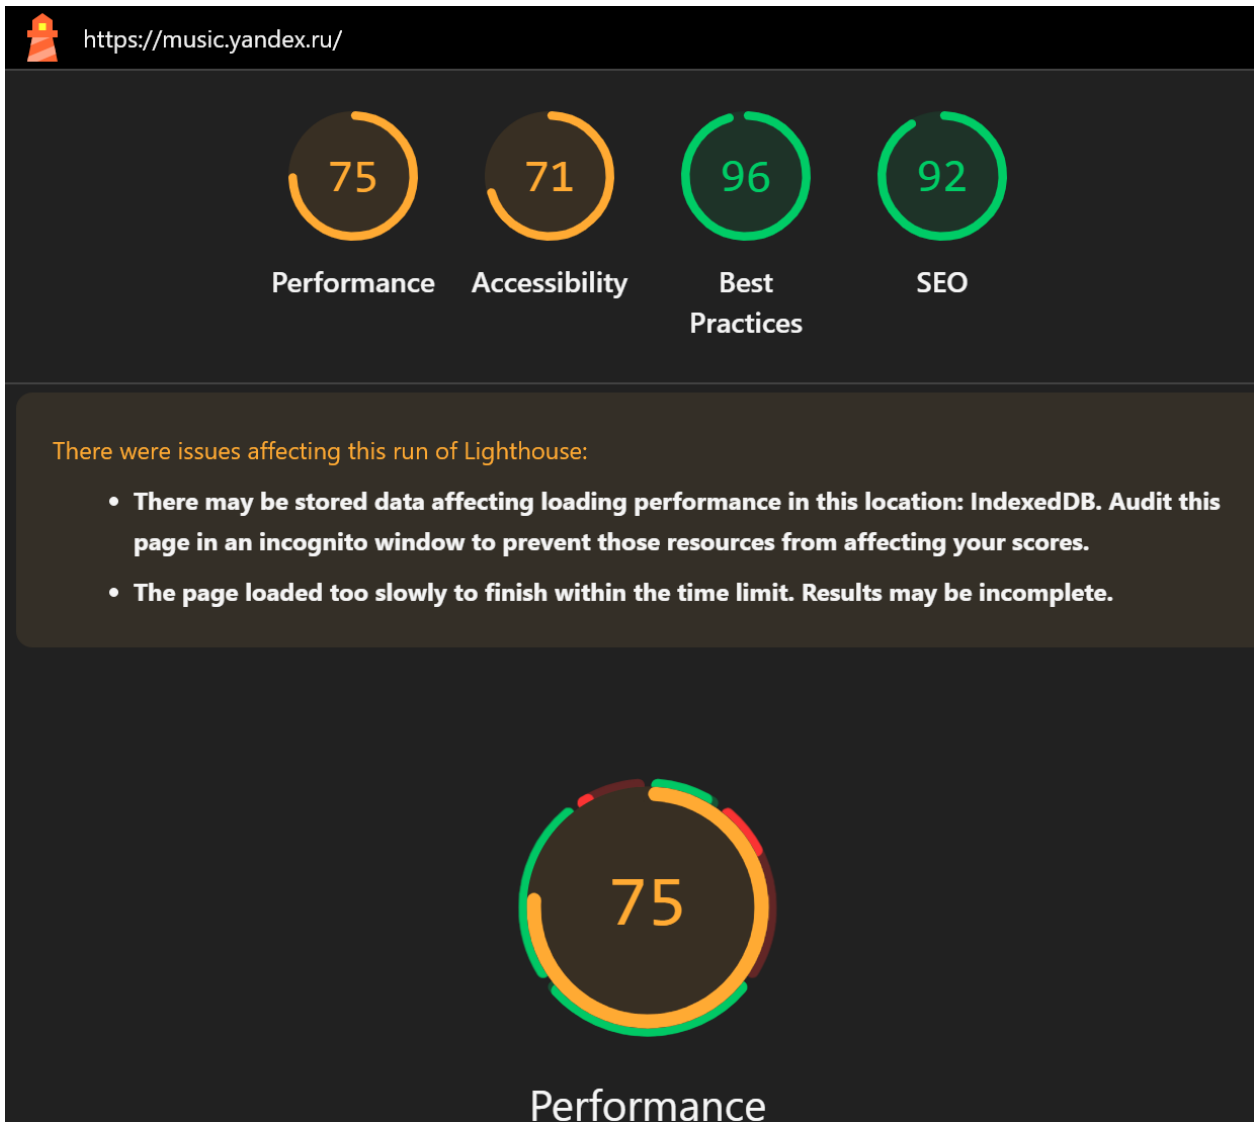 https://music.yandex.ru/
75 71 96 92
Performance Accessibility Best SEO
Practices
There were issues affecting this run of Lighthouse:
• There may be stored data affecting loading performance in this location: IndexedDB. Audit this
page in an incognito window to prevent those resources from affecting your scores.
• The page loaded too slowly to finish within the time limit. Results may be incomplete.
75
Performance